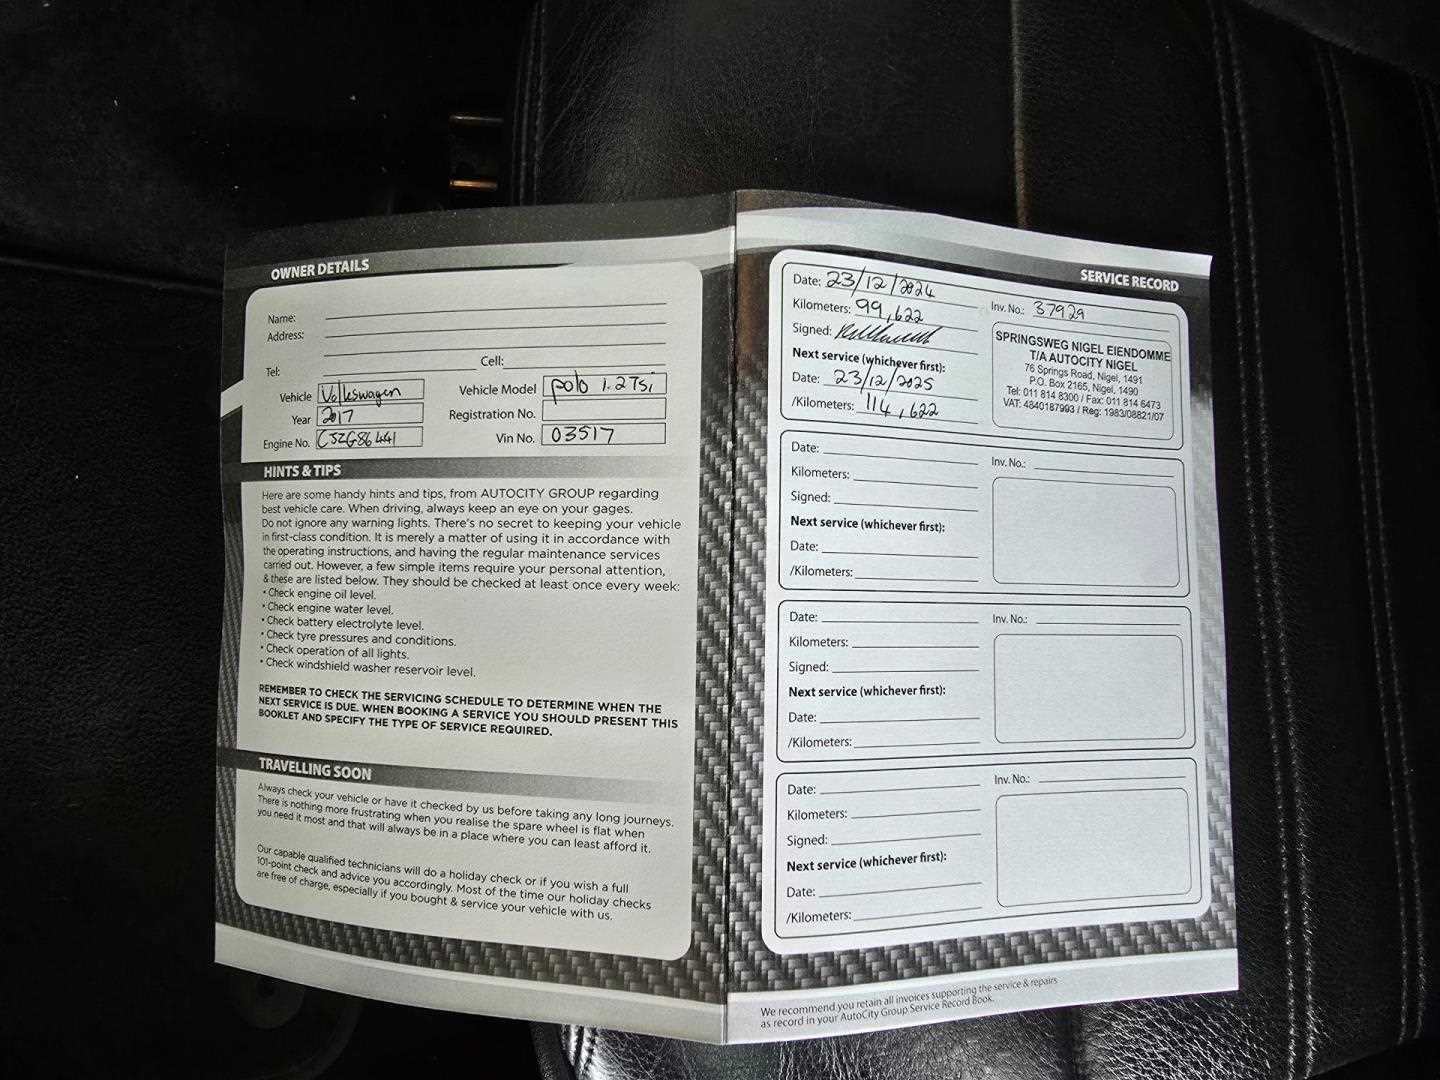 OWNER DETAILS
Name:
Address:
Cell:
Tel:
Vehicle Volkswagen Vehicle Model polo 1.2Tsi
Year 2017 Registration No.
Engine No. CJZG86441 Vin No. 03517
HINTS & TIPS
Here are some handy hints and tips, from AUTOCITY GROUP regarding
best vehicle care. When driving, always keep an eye on your gages.
Do not ignore any warning lights. There's no secret to keeping your vehicle
in first-class condition. It is merely a matter of using it in accordance with
the operating instructions, and having the regular maintenance services
carried out. However, a few simple items require your personal attention,
& these are listed below. They should be checked at least once every week:
• Check engine oil level.
• Check engine water level.
• Check battery electrolyte level.
• Check tyre pressures and conditions.
• Check operation of all lights.
• Check windshield washer reservoir level.
REMEMBER TO CHECK THE SERVICING SCHEDULE TO DETERMINE WHEN THE
NEXT SERVICE IS DUE. WHEN BOOKING A SERVICE YOU SHOULD PRESENT THIS
BOOKLET AND SPECIFY THE TYPE OF SERVICE REQUIRED.
TRAVELLING SOON
Always check your vehicle or have it checked by us before taking any long journeys.
There is nothing more frustrating when you realise the spare wheel is flat when
you need it most and that will always be in a place where you can least afford it.
Our capable qualified technicians will do a holiday check or if you wish a full
101-point check and advice you accordingly. Most of the time our holiday checks
are free of charge, especially if you bought & service your vehicle with us.
SERVICE RECORD
Date: 23/12/2024
Kilometers: 99,622
Signed:
Next service (whichever first):
Date: 23/12/2025
/Kilometers: 114,622
Inv. No.: 37929
SPRINGSWEG NIGEL EIENDOMME
T/A AUTOCITY NIGEL
76 Springs Road, Nigel, 1491
P.O. Box 2165, Nigel, 1490
Tel: 011 814 8300 / Fax: 011 814 6473
VAT: 4840187993 / Reg: 1983/08821/07
Date:
Kilometers:
Signed:
Next service (whichever first):
Date:
/Kilometers:
Inv. No.:
Date:
Kilometers:
Signed:
Next service (whichever first):
Date:
/Kilometers:
Inv. No.:
Date:
Kilometers:
Signed:
Next service (whichever first):
Date:
/Kilometers:
Inv. No.:
We recommend you retain all invoices supporting the service & repairs
as record in your AutoCity Group Service Record Book.